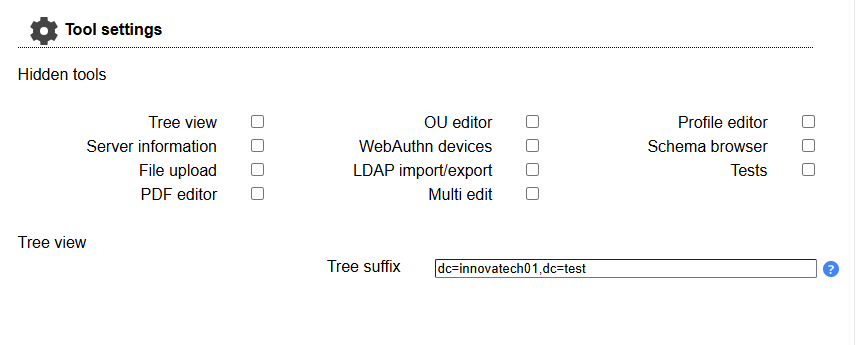 Tool settings
Hidden tools
Tree view OU editor Profile editor
Server information WebAuthn devices Schema browser
File upload LDAP import/export Tests
PDF editor Multi edit
Tree view
Tree suffix dc=innovatech01,dc=test ?